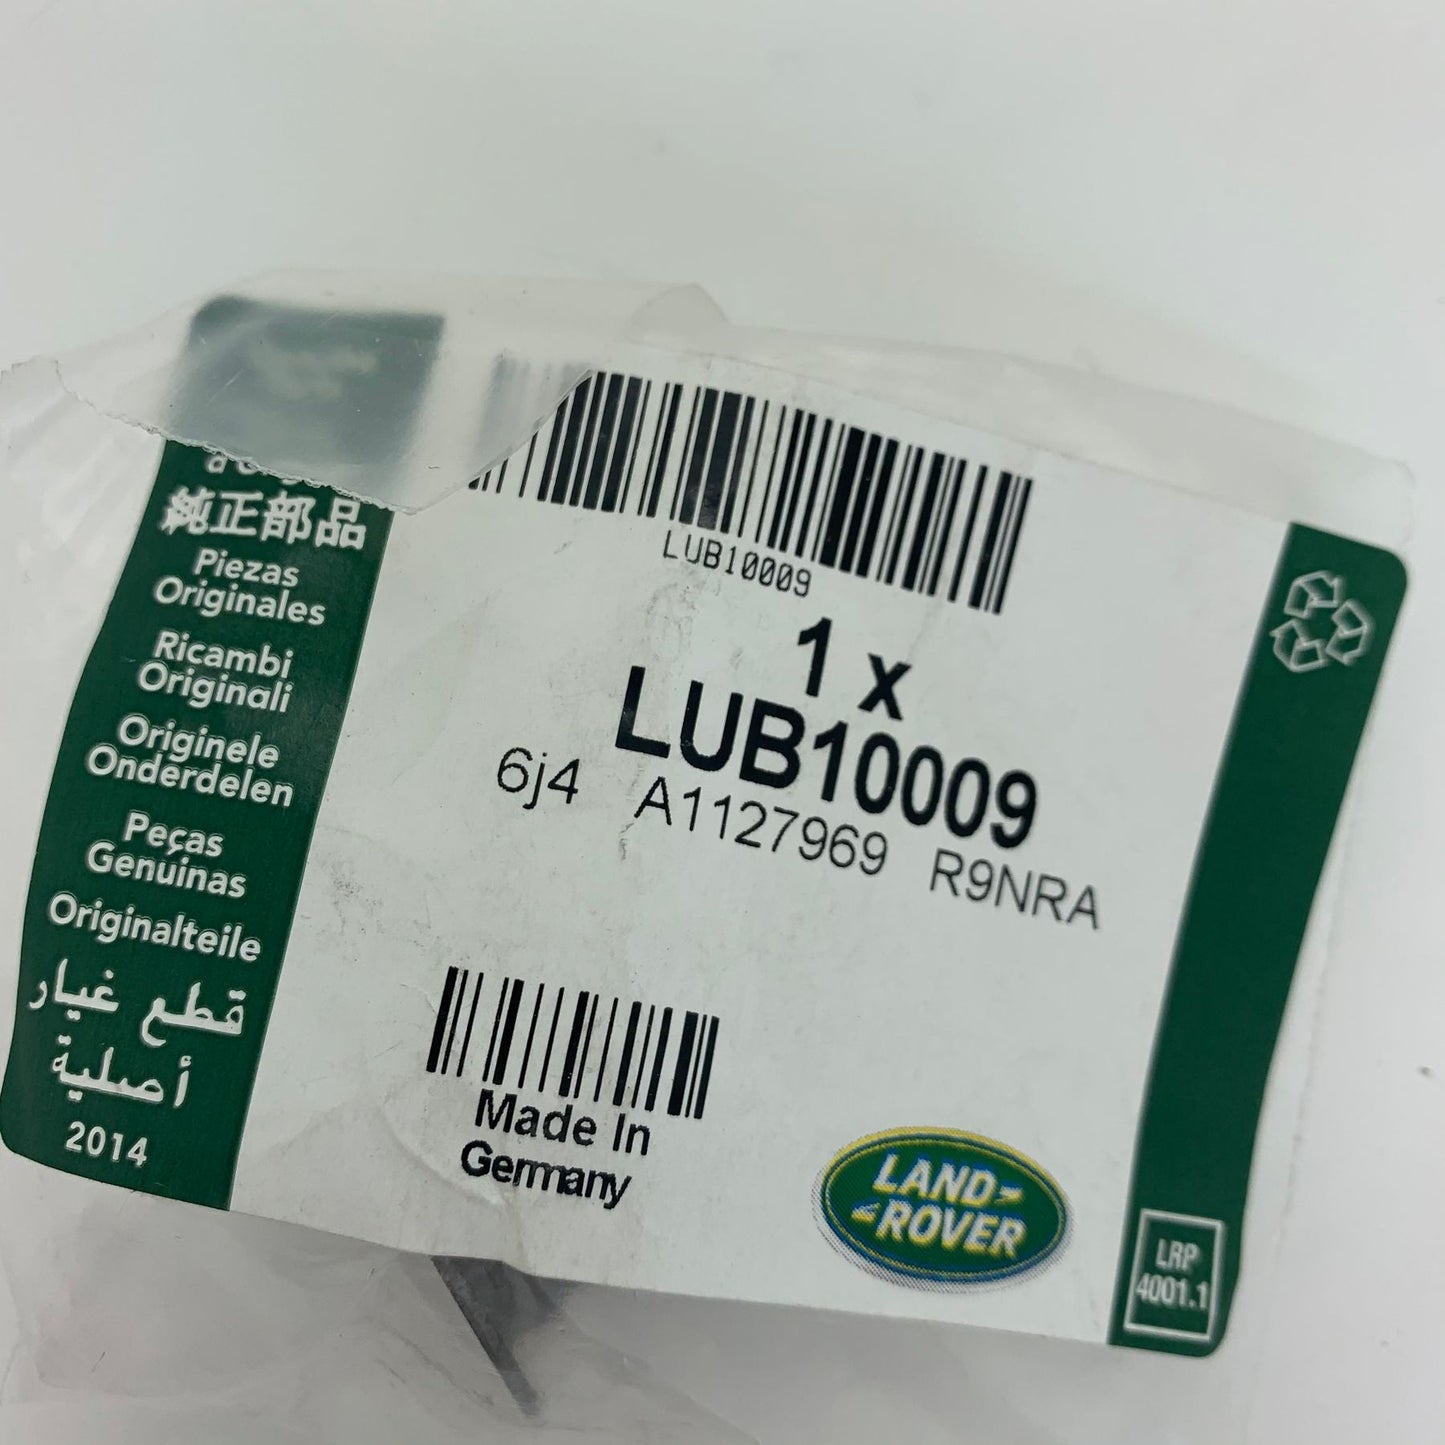 純正部品
Piezas
Originales
Ricambi
Originali
Originele
Onderdelen
Peças
Genuinas
Originalteile
قطع غيار
أصلية
2014
LUB10009
1 x
LUB10009
6j4 A1127969 R9NRA
Made In
Germany
LAND
ROVER
LRP
4001.1